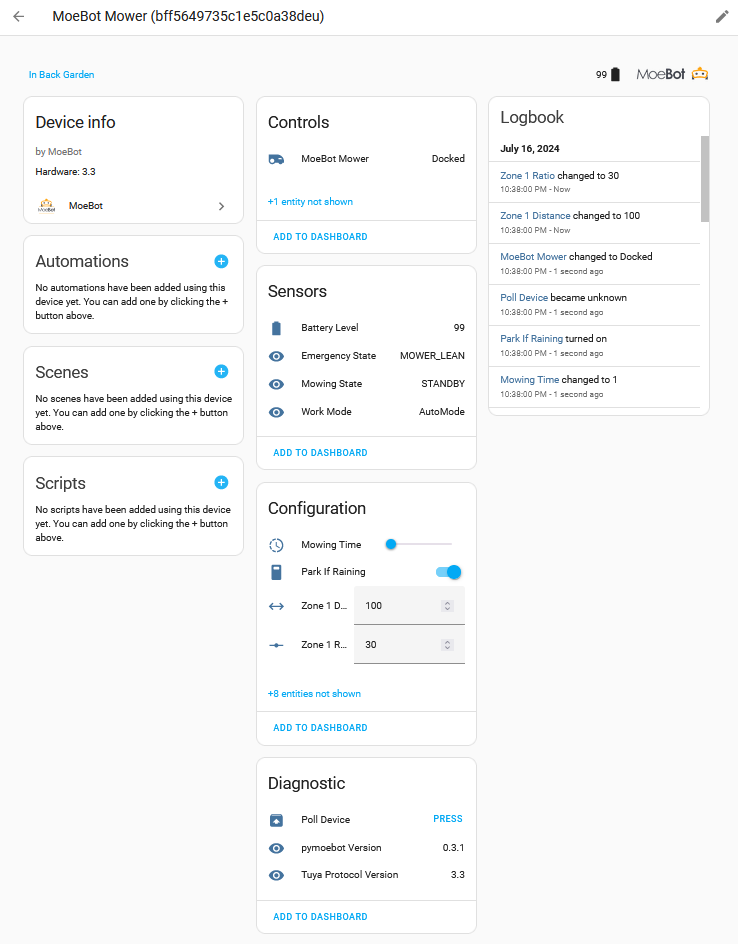 MoeBot Mower (bff5649735c1e5c0a38deu)
In Back Garden
99
MoeBot
Device info
by MoeBot
Hardware: 3.3
MoeBot
MoeBot
Automations
No automations have been added using this
device yet. You can add one by clicking the +
button above.
Scenes
No scenes have been added using this device
yet. You can add one by clicking the + button
above.
Scripts
No scripts have been added using this device
yet. You can add one by clicking the + button
above.
Controls
MoeBot Mower Docked
+1 entity not shown
ADD TO DASHBOARD
Sensors
Battery Level 99
Emergency State MOWER_LEAN
Mowing State STANDBY
Work Mode AutoMode
ADD TO DASHBOARD
Configuration
Mowing Time
Park If Raining
Zone 1 D... 100
Zone 1 R... 30
+8 entities not shown
ADD TO DASHBOARD
Diagnostic
Poll Device PRESS
pymoebot Version 0.3.1
Tuya Protocol Version 3.3
ADD TO DASHBOARD
Logbook
July 16, 2024
Zone 1 Ratio changed to 30
10:38:00 PM - Now
Zone 1 Distance changed to 100
10:38:00 PM - Now
MoeBot Mower changed to Docked
10:38:00 PM - 1 second ago
Poll Device became unknown
10:38:00 PM - 1 second ago
Park If Raining turned on
10:38:00 PM - 1 second ago
Mowing Time changed to 1
10:38:00 PM - 1 second ago